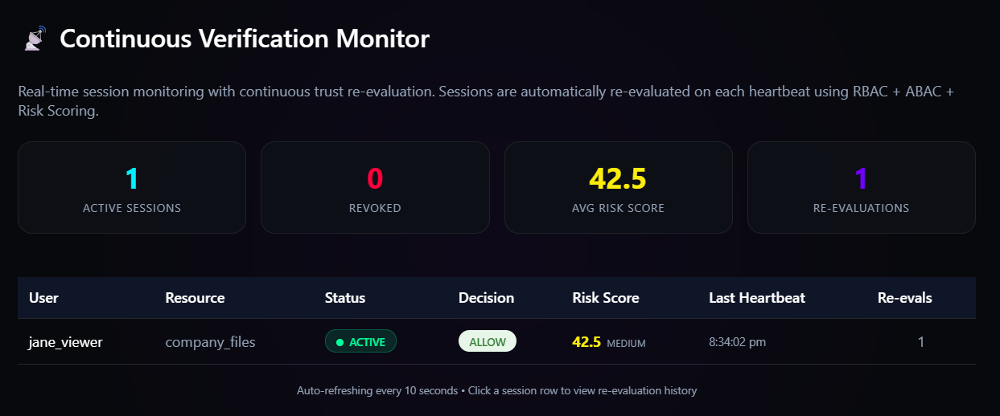 Continuous Verification Monitor
Real-time session monitoring with continuous trust re-evaluation. Sessions are automatically re-evaluated on each heartbeat using RBAC + ABAC +
Risk Scoring.
1
ACTIVE SESSIONS
0
REVOKED
42.5
AVG RISK SCORE
1
RE-EVALUATIONS
User Resource Status Decision Risk Score Last Heartbeat Re-evals
jane_viewer company_files ● ACTIVE ALLOW 42.5 MEDIUM 8:34:02 pm 1
Auto-refreshing every 10 seconds • Click a session row to view re-evaluation history